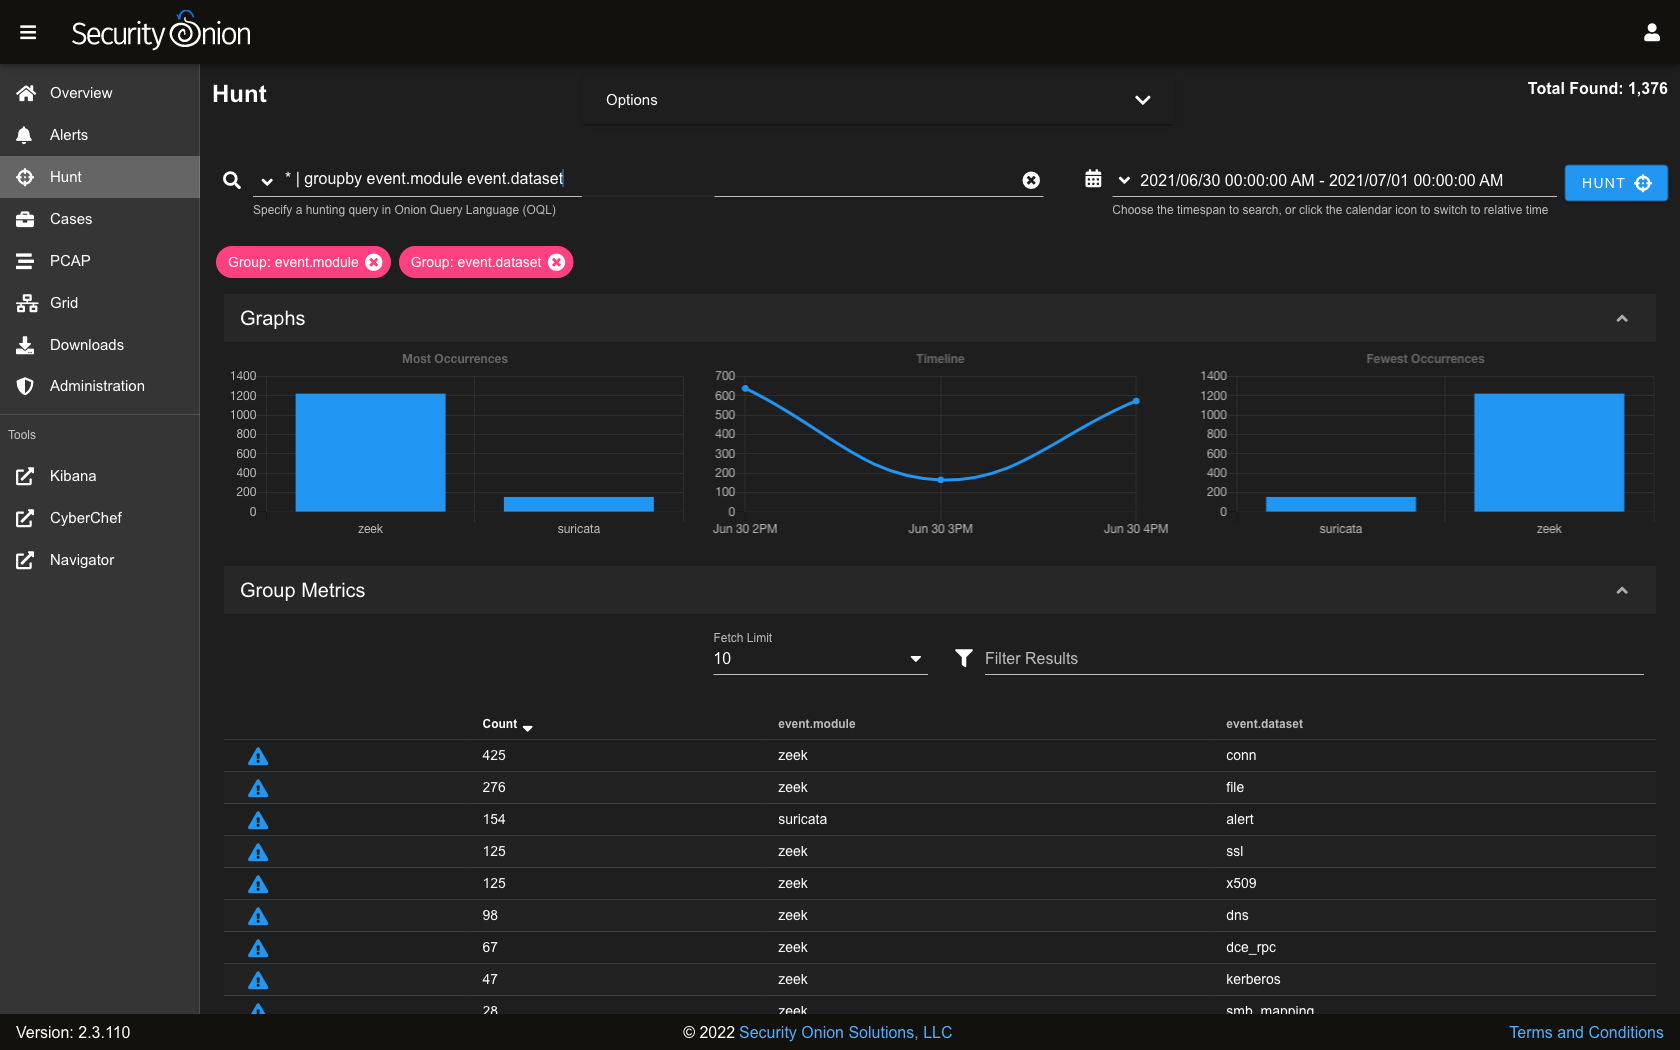 Security Onion
Overview
Alerts
Hunt
Cases
PCAP
Grid
Downloads
Administration
Tools
Kibana
CyberChef
Navigator
Hunt
Options
Total Found: 1,376
* | groupby event.module event.dataset
Specify a hunting query in Onion Query Language (OQL)
2021/06/30 00:00:00 AM - 2021/07/01 00:00:00 AM
Choose the timespan to search, or click the calendar icon to switch to relative time
HUNT
Group: event.module
Group: event.dataset
Graphs
Most Occurrences
1400
1200
1000
800
600
400
200
0
zeek suricata
Timeline
700
600
500
400
300
200
100
0
Jun 30 2PM Jun 30 3PM Jun 30 4PM
Fewest Occurrences
1400
1200
1000
800
600
400
200
0
suricata zeek
Group Metrics
Fetch Limit
10
Filter Results
Count event.module event.dataset
425 zeek conn
276 zeek file
154 suricata alert
125 zeek ssl
125 zeek x509
98 zeek dns
67 zeek dce_rpc
47 zeek kerberos
28 zeek smb_mapping
Version: 2.3.110
© 2022 Security Onion Solutions, LLC
Terms and Conditions